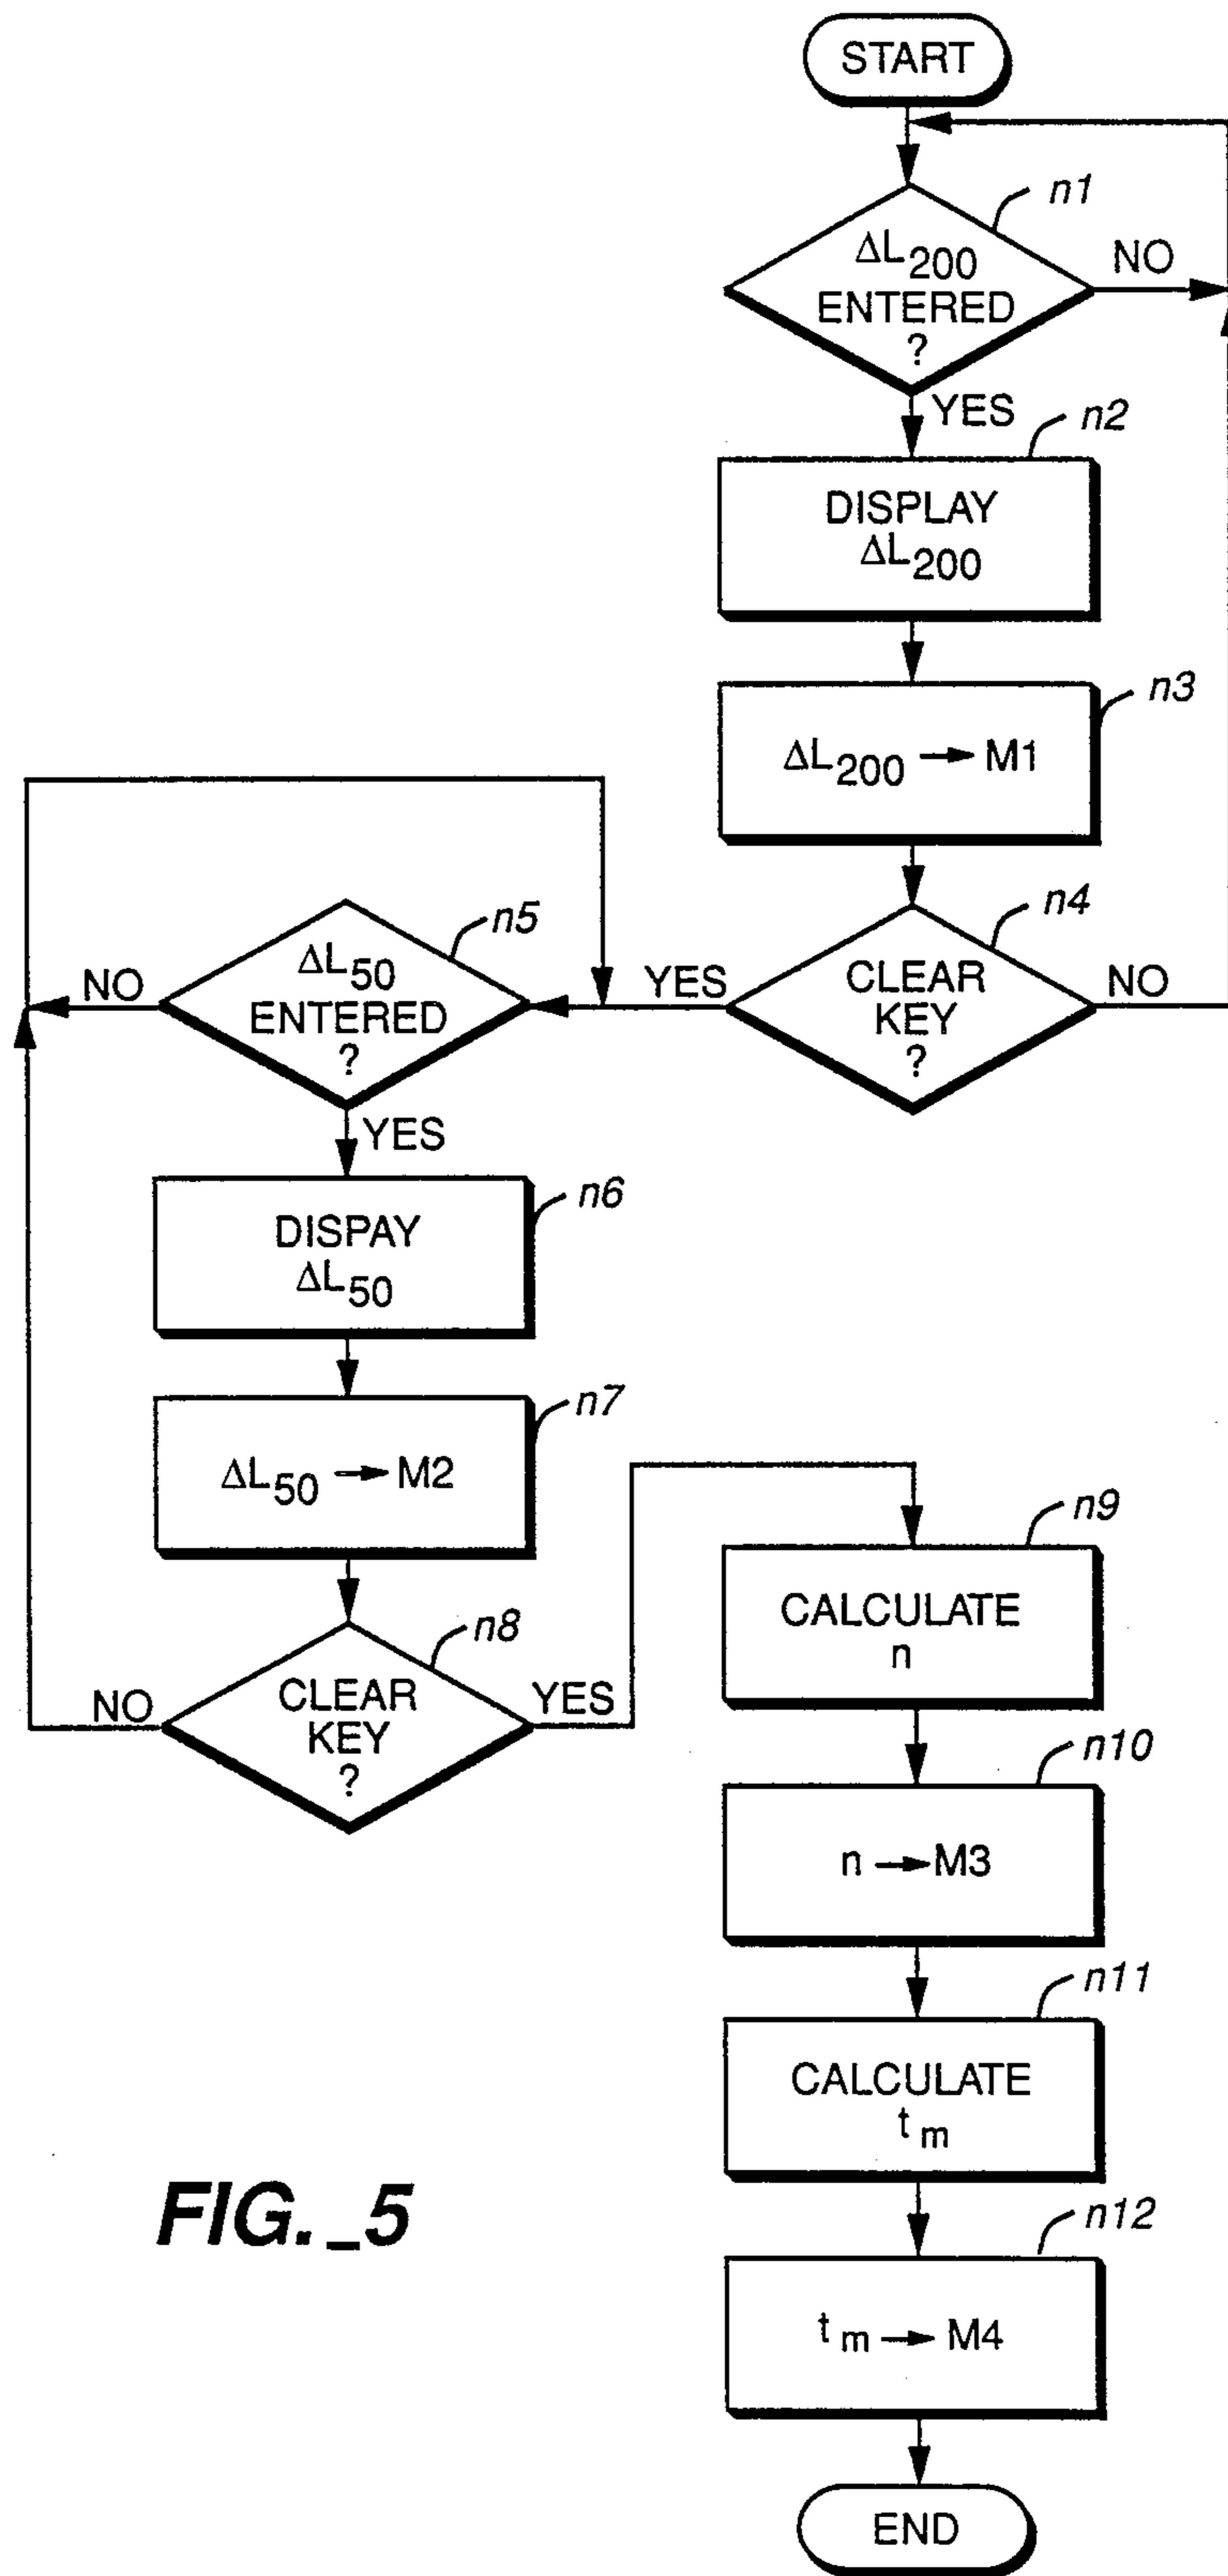 START
n1
ΔL200
ENTERED
?
NO
YES
n2
DISPLAY
ΔL200
n3
ΔL200 → M1
n4
CLEAR
KEY
?
NO
YES
n5
ΔL50
ENTERED
?
NO
YES
n6
DISPAY
ΔL50
n7
ΔL50 → M2
n8
CLEAR
KEY
?
NO
YES
n9
CALCULATE
n
n10
n → M3
n11
CALCULATE
tm
n12
tm → M4
END
FIG._5